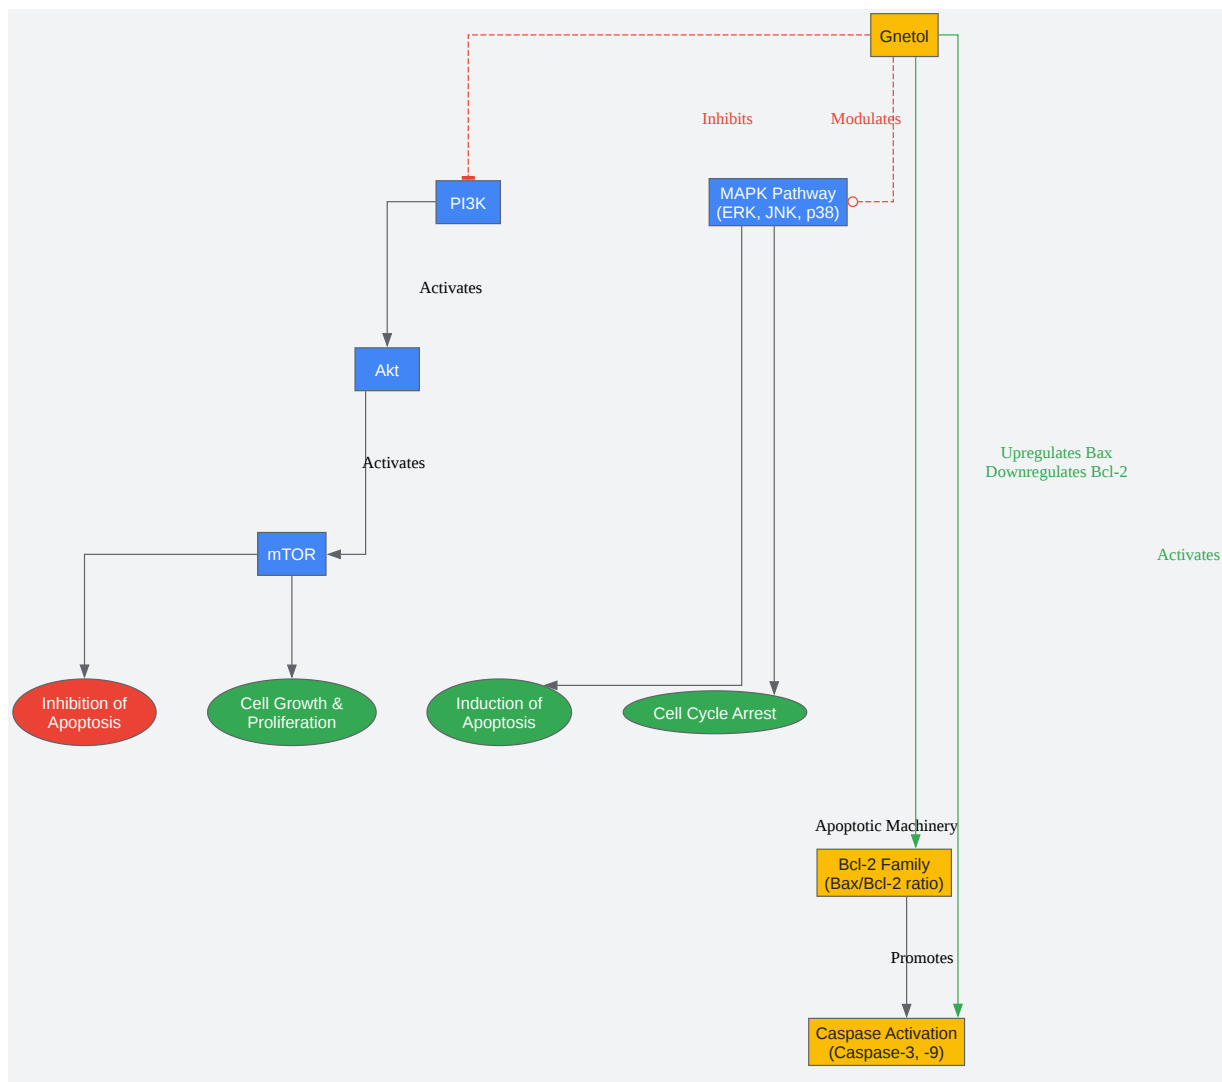 Gnetol
Inhibits
Modulates
PI3K
MAPK Pathway
(ERK, JNK, p38)
Activates
Akt
Activates
Upregulates Bax
Downregulates Bcl-2
mTOR
Activates
Inhibition of
Apoptosis
Cell Growth &
Proliferation
Induction of
Apoptosis
Cell Cycle Arrest
Apoptotic Machinery
Bcl-2 Family
(Bax/Bcl-2 ratio)
Promotes
Caspase Activation
(Caspase-3, -9)